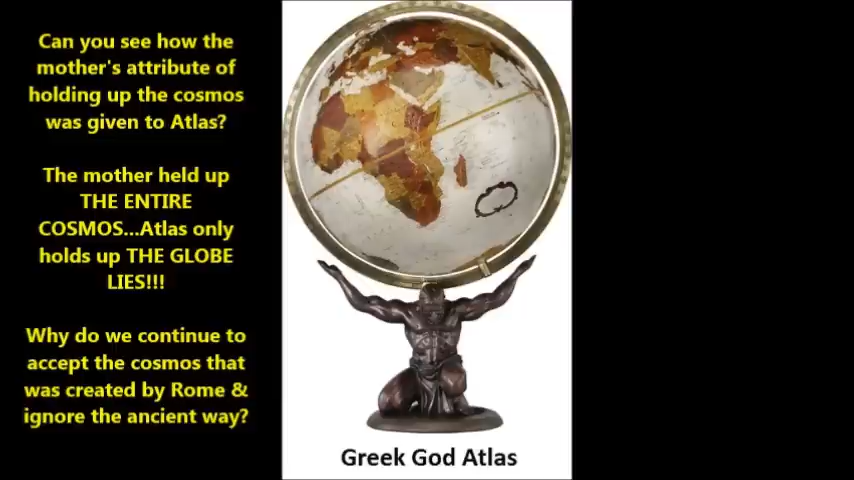 Can you see how the
mother's attribute of
holding up the cosmos
was given to Atlas?
The mother held up
THE ENTIRE
COSMOS...Atlas only
holds up THE GLOBE
LIES!!!
Why do we continue to
accept the cosmos that
was created by Rome &
ignore the ancient way?
Greek God Atlas